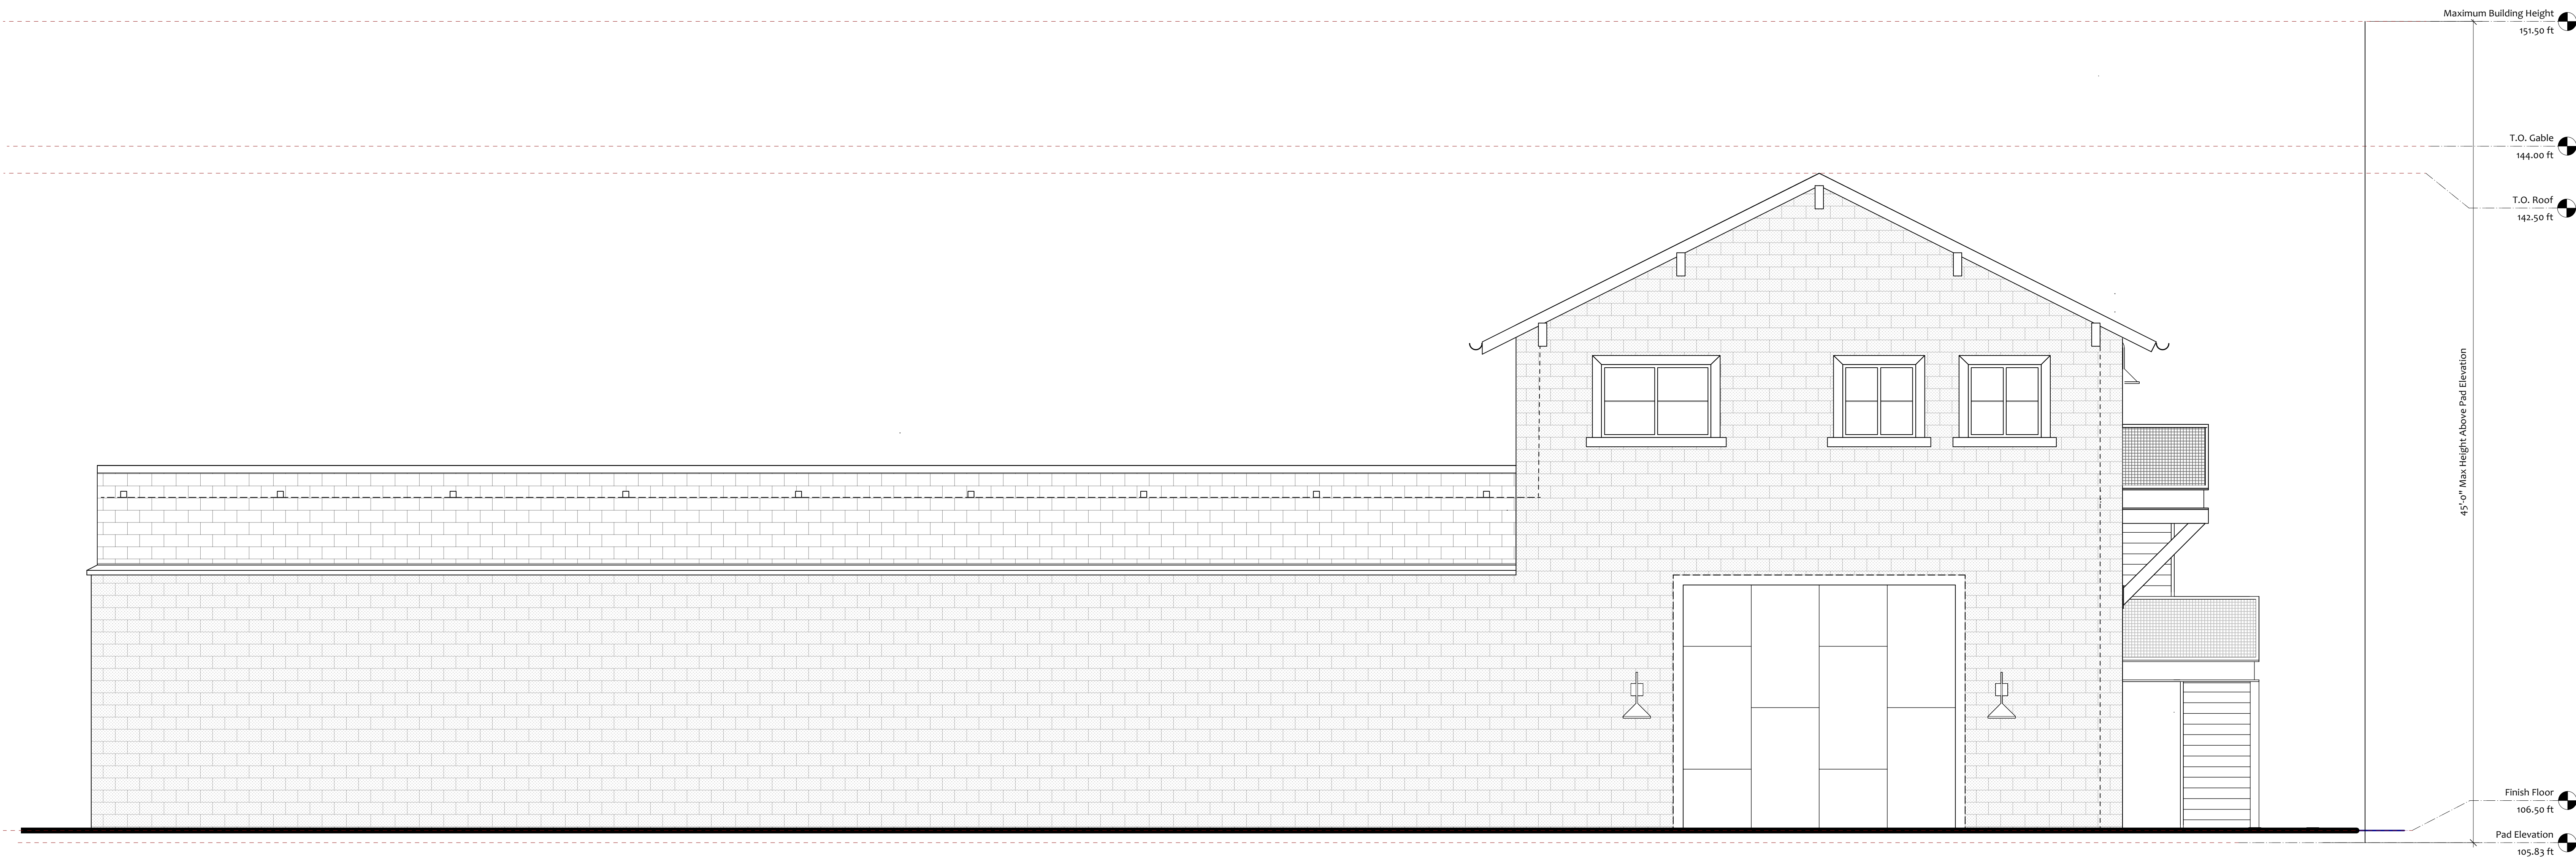 Maximum Building Height
151.50 ft
T.O. Gable
144.00 ft
T.O. Roof
142.50 ft
45'-0" Max Height Above Pad Elevation
Finish Floor
106.50 ft
Pad Elevation
105.83 ft